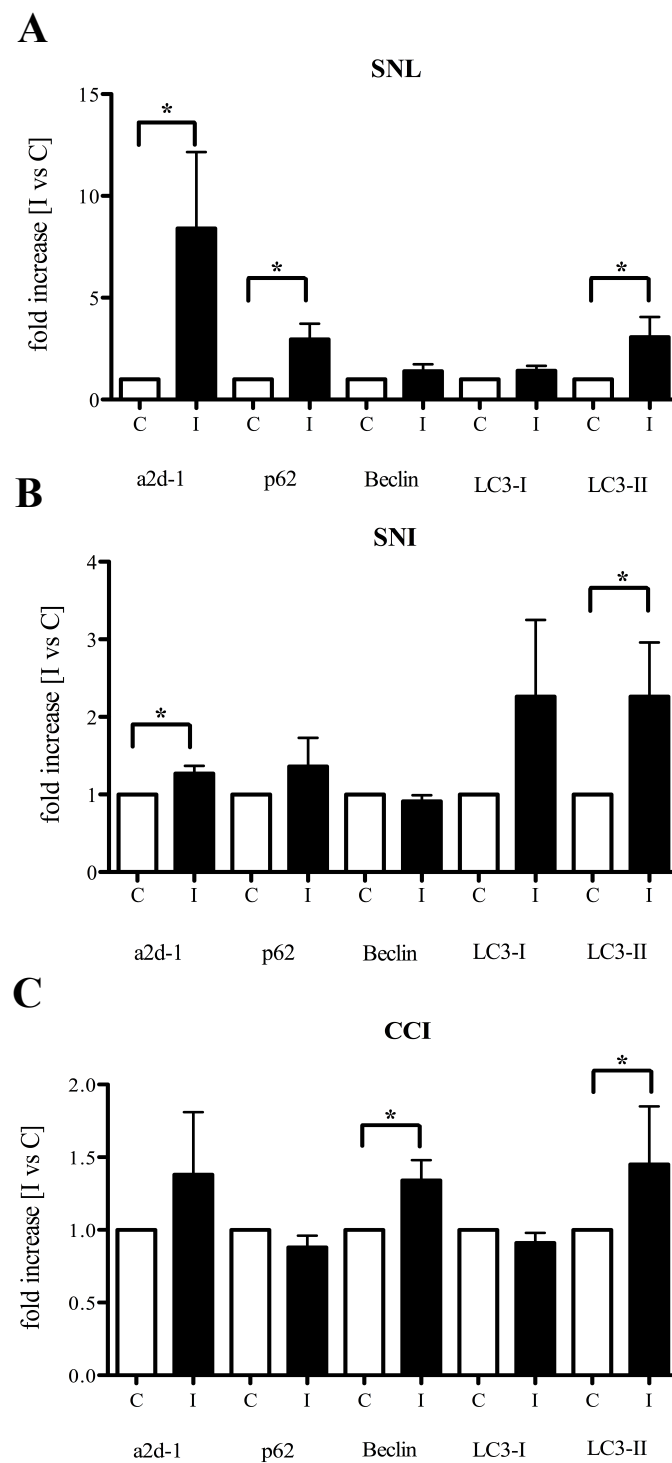 A
SNL
fold increase [I vs C]
15
10
5
0
* * *
C I C I C I C I C I
a2d-1 p62 Beclin LC3-I LC3-II
B
SNI
fold increase [I vs C]
4
3
2
1
0
* *
C I C I C I C I C I
a2d-1 p62 Beclin LC3-I LC3-II
C
CCI
fold increase [I vs C]
2.0
1.5
1.0
0.5
0.0
* *
C I C I C I C I C I
a2d-1 p62 Beclin LC3-I LC3-II